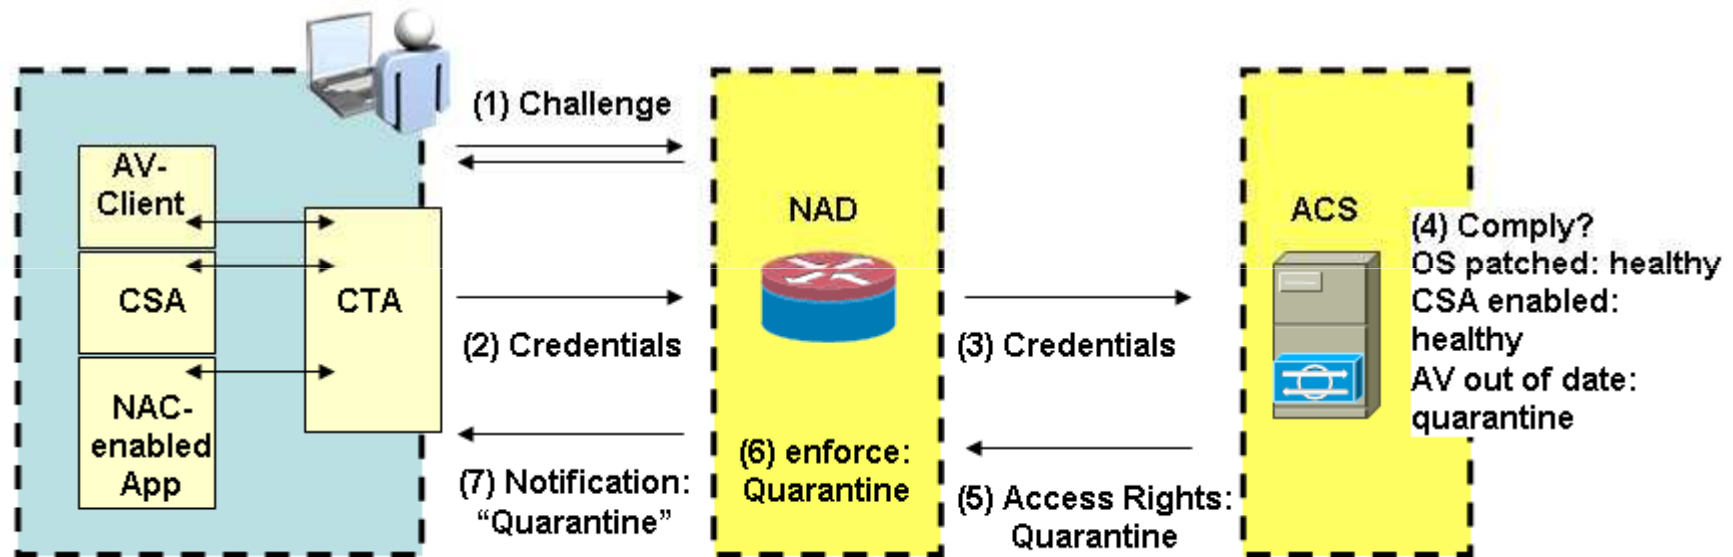 (1) Challenge
AV-
Client
CSA
NAC-
enabled
App
CTA
(2) Credentials
(7) Notification:
“Quarantine”
NAD
(6) enforce:
Quarantine
(3) Credentials
(5) Access Rights:
Quarantine
ACS
(4) Comply?
OS patched: healthy
CSA enabled:
healthy
AV out of date:
quarantine